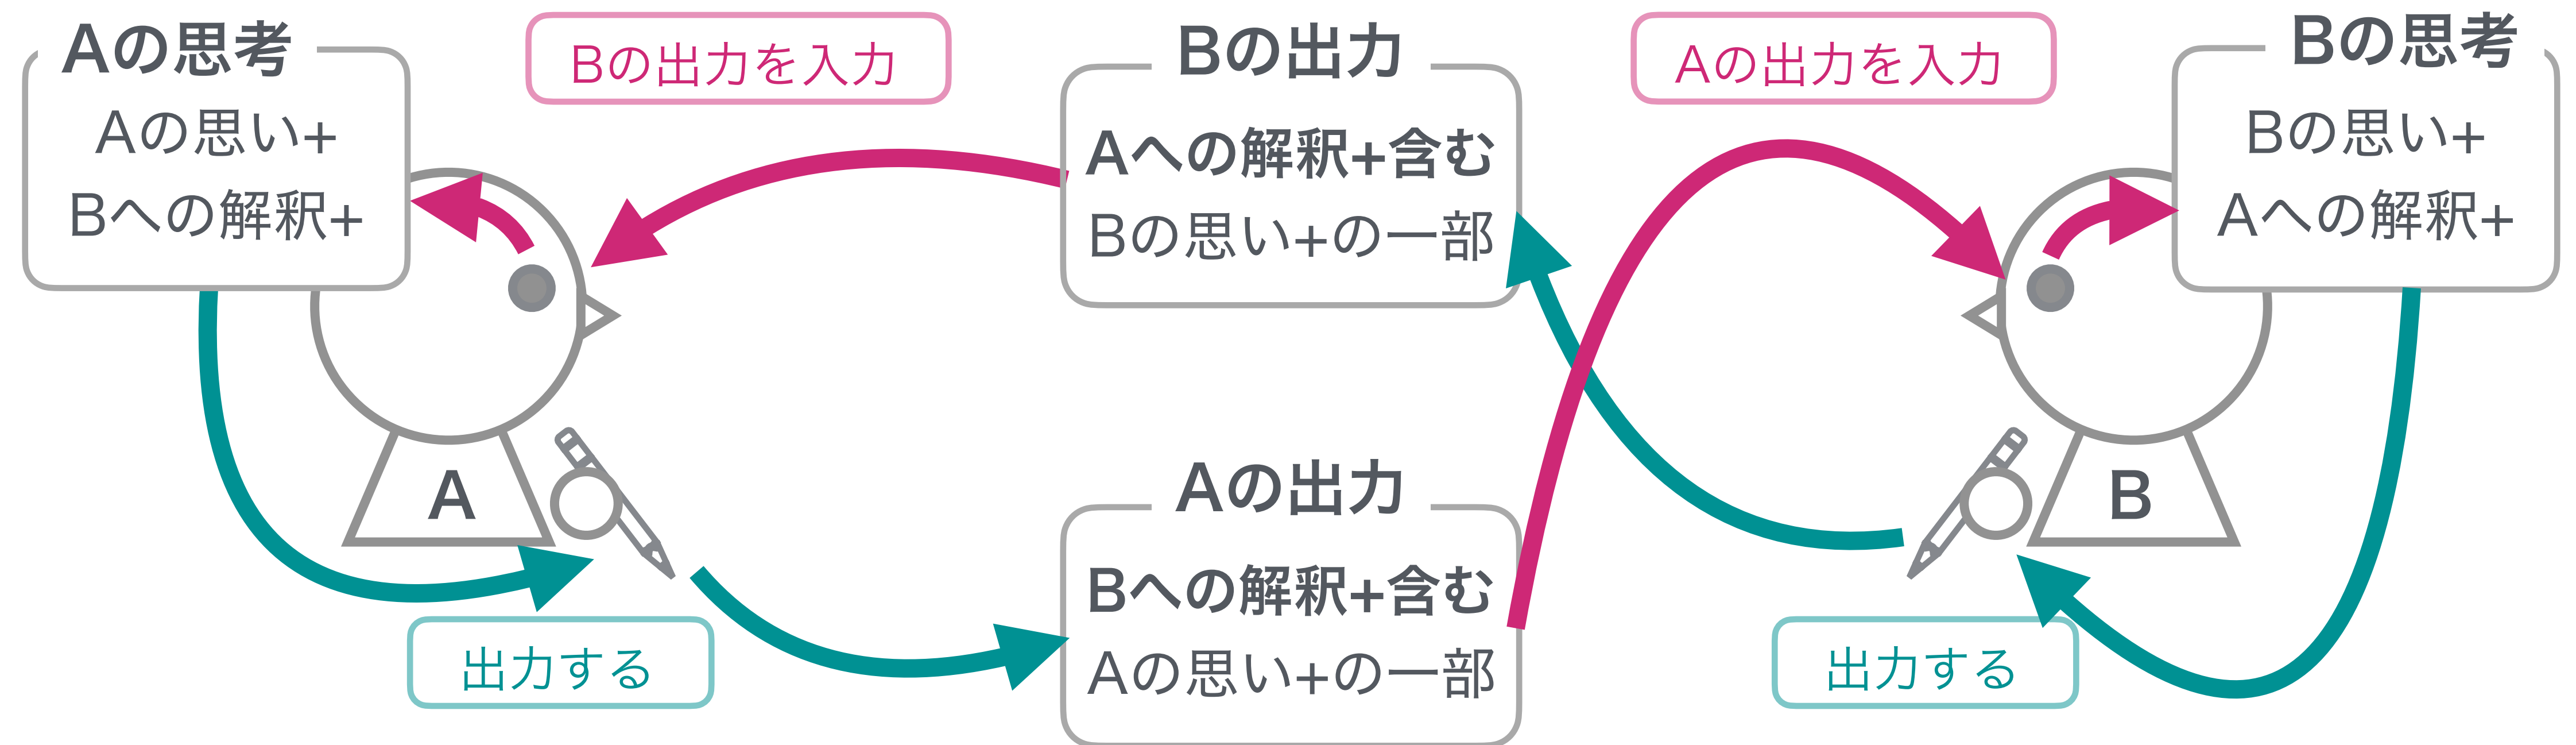 Aの思考
Aの思い+
Bへの解釈+
Bの出力を入力
Bの出力
Aへの解釈+含む
Bの思い+の一部
Aの出力を入力
Bの思考
Bの思い+
Aへの解釈+
A
B
Aの出力
Bへの解釈+含む
Aの思い+の一部
出力する
出力する